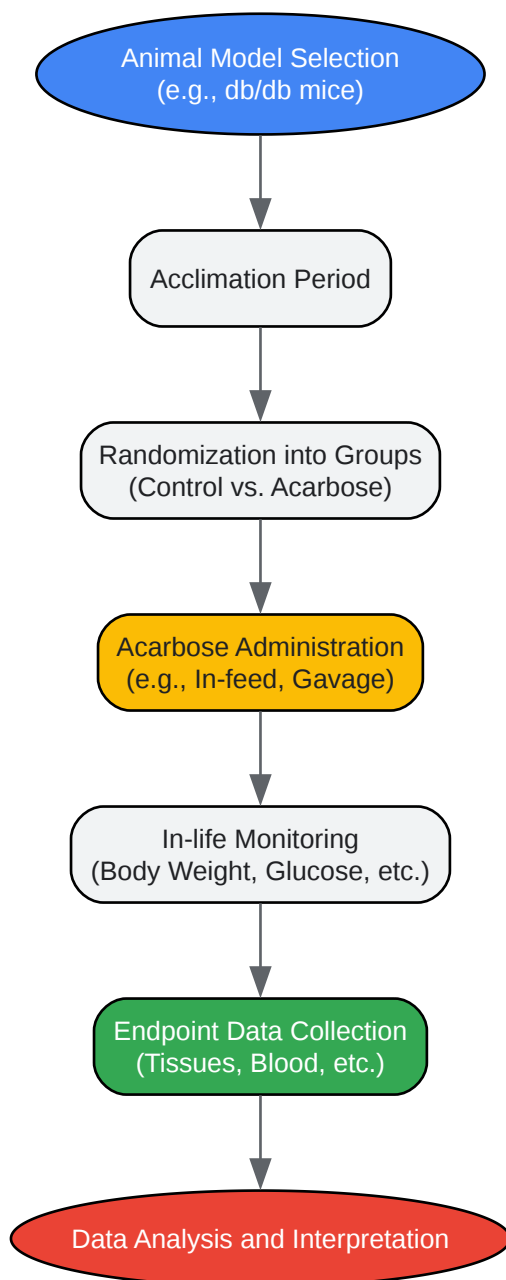 Animal Model Selection
(e.g., db/db mice)
Acclimation Period
Randomization into Groups
(Control vs. Acarbose)
Acarbose Administration
(e.g., In-feed, Gavage)
In-life Monitoring
(Body Weight, Glucose, etc.)
Endpoint Data Collection
(Tissues, Blood, etc.)
Data Analysis and Interpretation